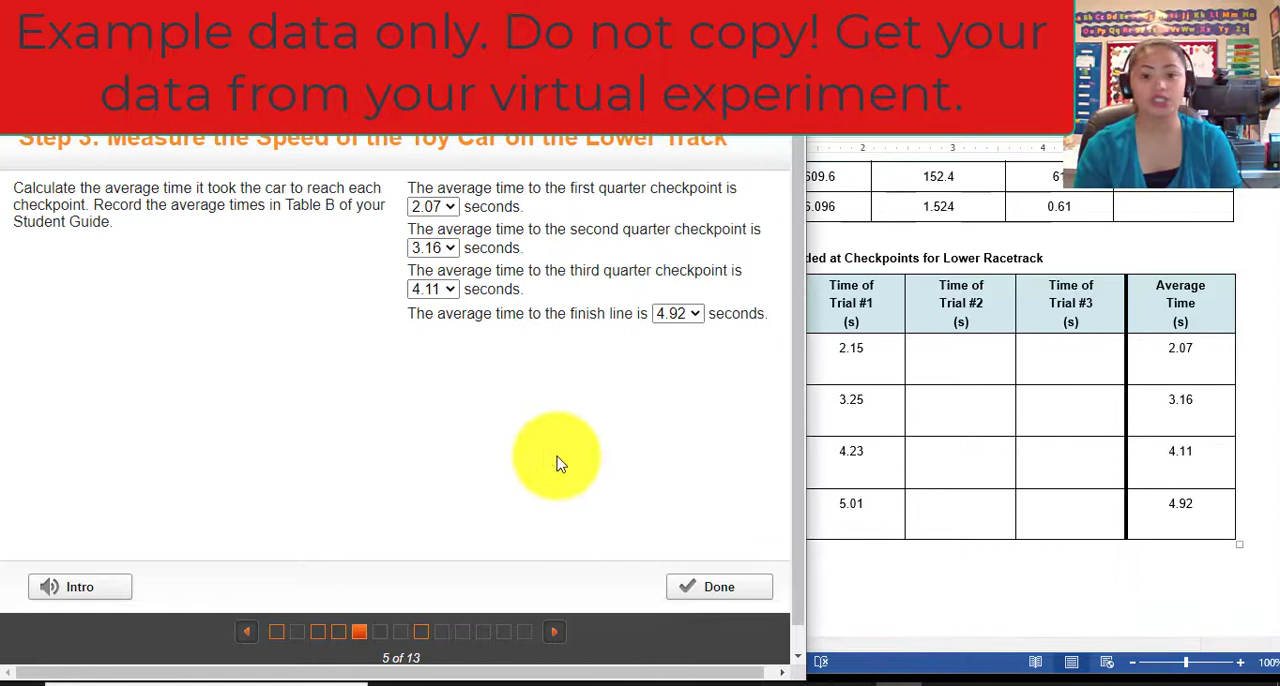 Example data only. Do not copy! Get your
data from your virtual experiment.
Step 3: Measure the Speed of the Toy Car on the Lower Track
Calculate the average time it took the car to reach each
checkpoint. Record the average times in Table B of your
Student Guide.
The average time to the first quarter checkpoint is
2.07 seconds.
The average time to the second quarter checkpoint is
3.16 seconds.
The average time to the third quarter checkpoint is
4.11 seconds.
The average time to the finish line is 4.92 seconds.
Intro
Done
5 of 13
2 3 4
609.6 152.4 61
6.096 1.524 0.61
ded at Checkpoints for Lower Racetrack
Time of Time of Time of Average
Trial #1 Trial #2 Trial #3 Time
(s) (s) (s) (s)
2.15 2.07
3.25 3.16
4.23 4.11
5.01 4.92
100%